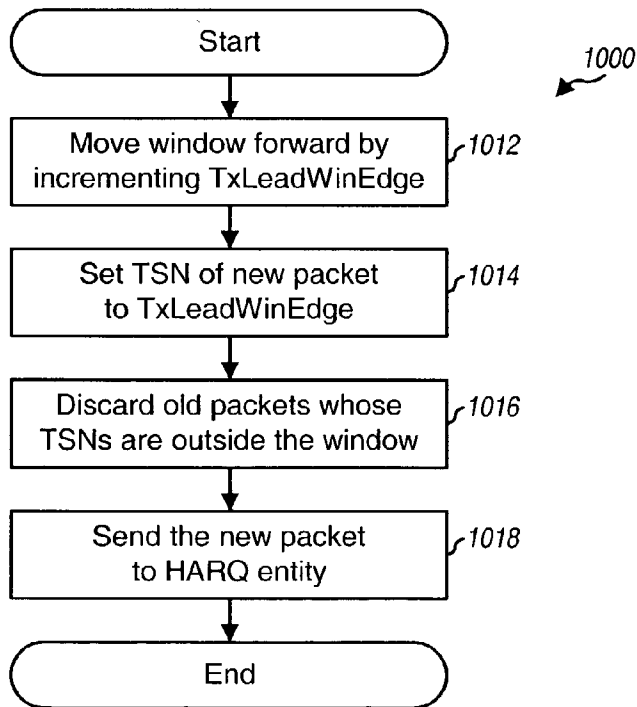 Start
1000
Move window forward by
incrementing TxLeadWinEdge
1012
Set TSN of new packet
to TxLeadWinEdge
1014
Discard old packets whose
TSNs are outside the window
1016
Send the new packet
to HARQ entity
1018
End